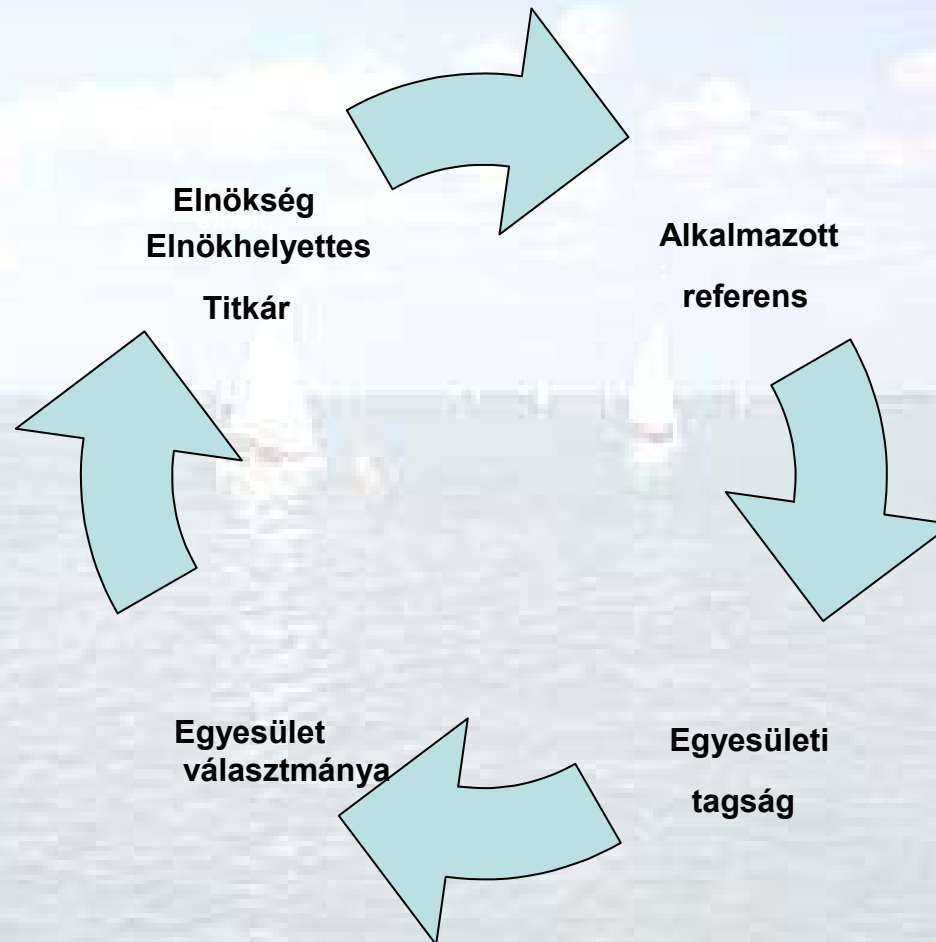 Elnökség
Elnökhelyettes
Titkár
Alkalmazott
referens
Egyesületi
tagság
Egyesület
választmánya